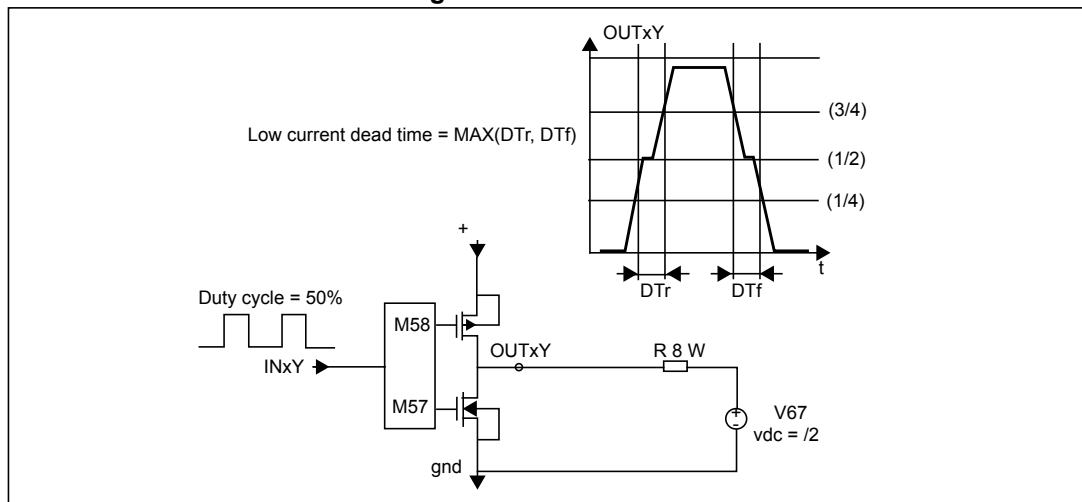 OUTxY
(3/4)
Low current dead time = MAX(DTr, DTf)
(1/2)
(1/4)
+
t
DTr
DTf
Duty cycle = 50%
M58
OUTxY
R 8 W
INxY
M57
+
-
V67
vdc = /2
gnd